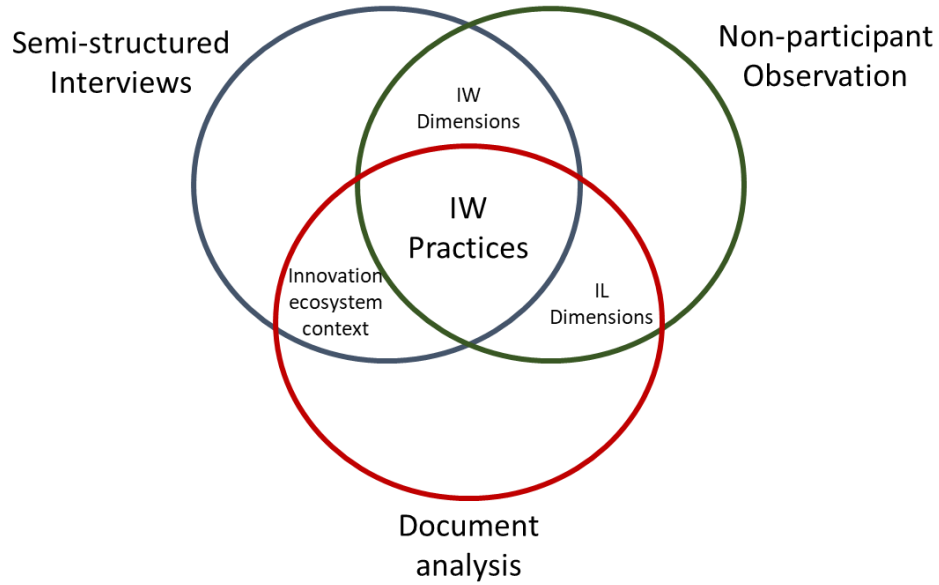 Semi-structured
Interviews
Non-participant
Observation
IW
Dimensions
IW
Practices
Innovation
ecosystem
context
IL
Dimensions
Document
analysis